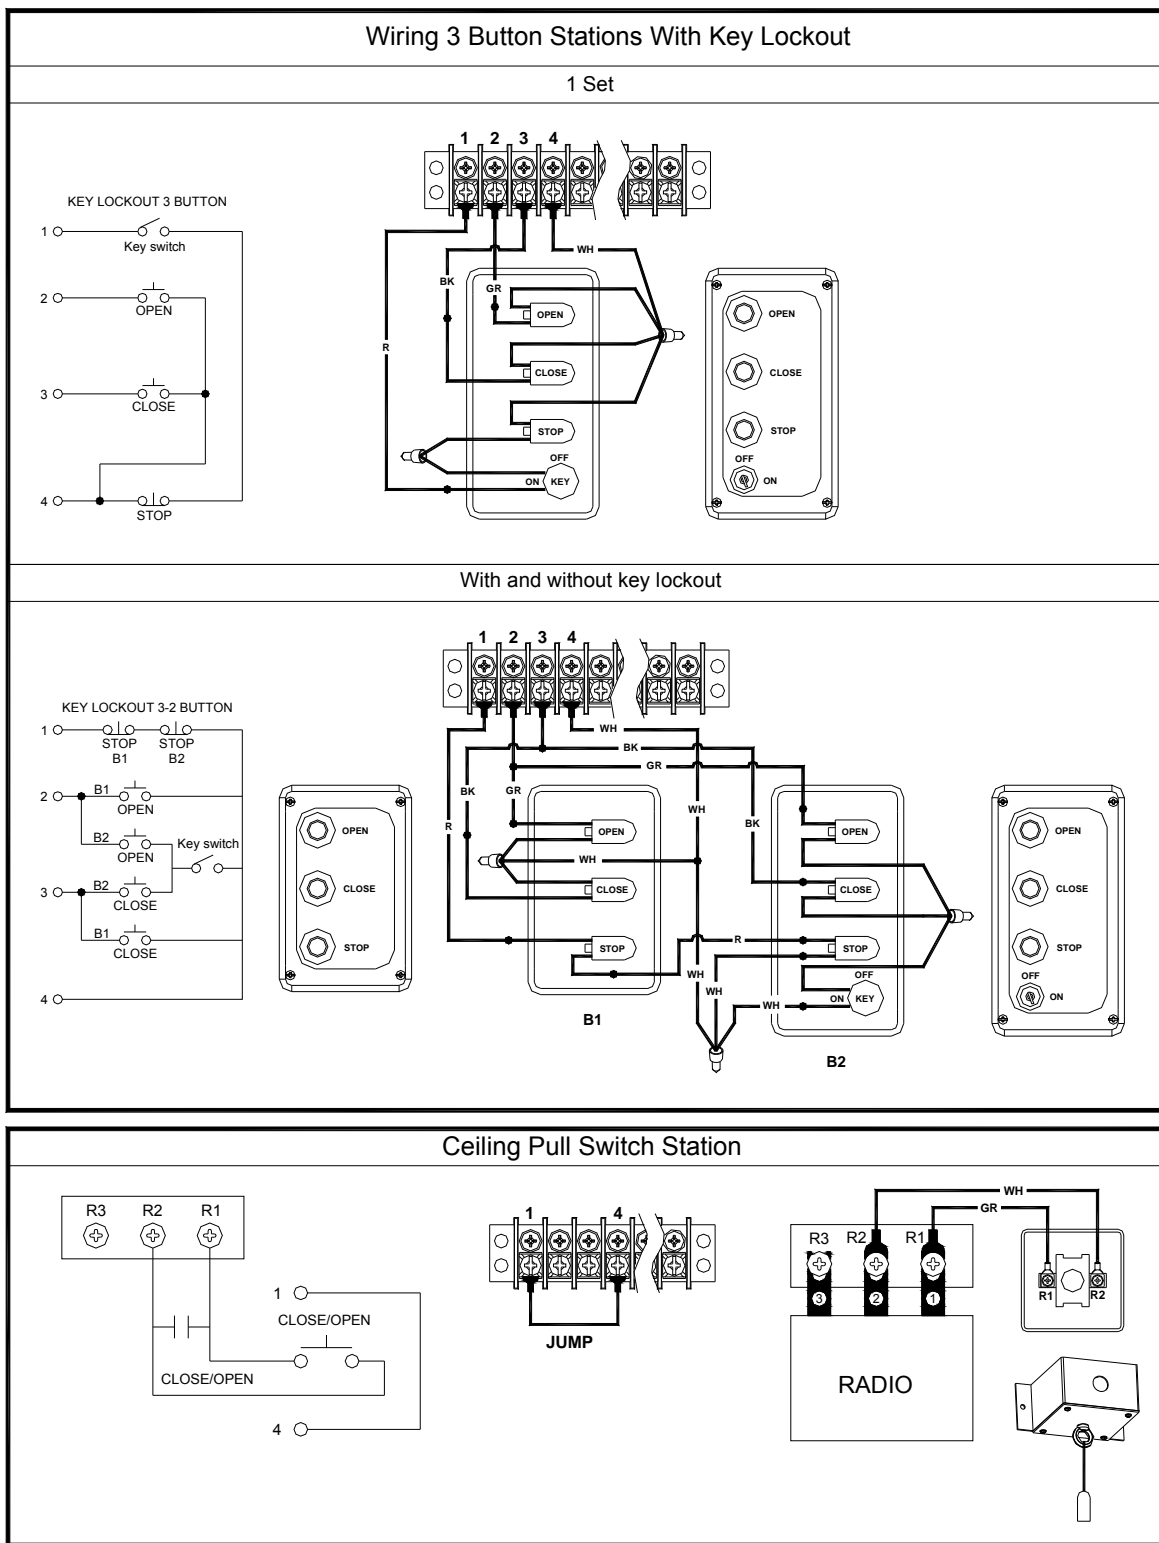 Wiring 3 Button Stations With Key Lockout
1 Set
KEY LOCKOUT 3 BUTTON
1
Key switch
2
OPEN
3
CLOSE
4
STOP
1 2 3 4
WH
BK
GR
R
OPEN
CLOSE
STOP
OFF
ON KEY
OPEN
CLOSE
STOP
OFF
ON
With and without key lockout
KEY LOCKOUT 3-2 BUTTON
1
STOP STOP
B1 B2
2 B1
OPEN
B2 Key switch
OPEN
3 B2
CLOSE
B1
CLOSE
4
OPEN
CLOSE
STOP
1 2 3 4
WH
BK
GR
BK GR
WH
R BK
OPEN
WH
CLOSE
STOP
R
WH
WH
WH
B1
OPEN
CLOSE
STOP
OFF
ON KEY
B2
OPEN
CLOSE
STOP
OFF
ON
Ceiling Pull Switch Station
R3 R2 R1
1
CLOSE/OPEN
CLOSE/OPEN
4
1 4
JUMP
WH
GR
R3 R2 R1
3 2 1
RADIO
R1 R2